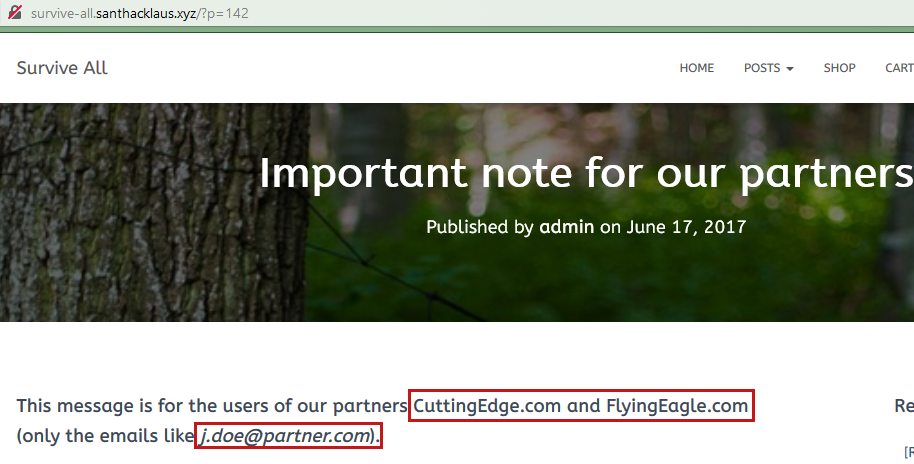 survive-all.santhacklaus.xyz/?p=142
Survive All
HOME POSTS SHOP CART
Important note for our partners
Published by admin on June 17, 2017
This message is for the users of our partners CuttingEdge.com and FlyingEagle.com
Re
(only the emails like j.doe@partner.com).
[R